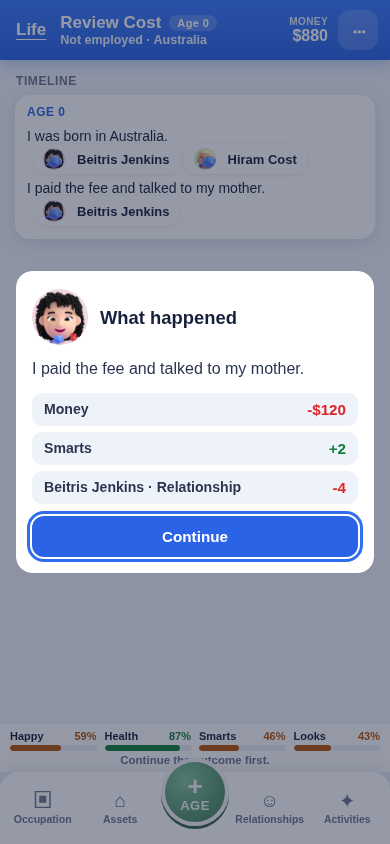 Life
Review Cost Age 0
Not employed · Australia
MONEY
$880
TIMELINE
AGE 0
I was born in Australia.
Beitris Jenkins Hiram Cost
I paid the fee and talked to my mother.
Beitris Jenkins
What happened
I paid the fee and talked to my mother.
Money -$120
Smarts +2
Beitris Jenkins · Relationship -4
Continue
Happy 59% Health 87% Smarts 46% Looks 43%
Continue the outcome first.
+
AGE
Occupation Assets Relationships Activities